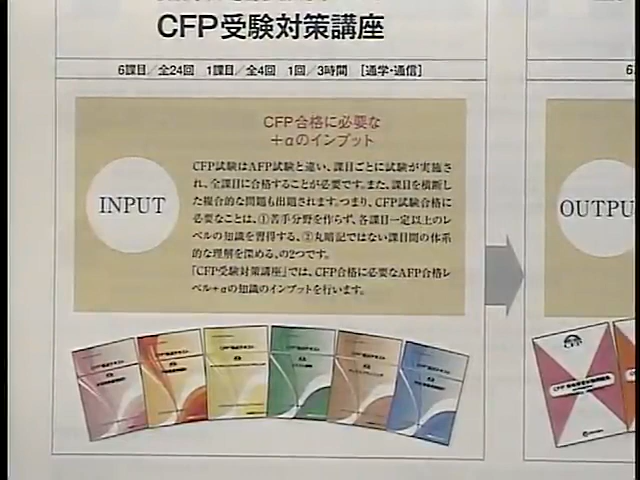 CFP受験対策講座
6課目／全24回　1課目／全4回　1回／3時間　［通学・通信］
CFP合格に必要な
＋αのインプット
INPUT
CFP試験はAFP試験と違い、課目ごとに試験が実施さ
れ、全課目に合格することが必要です。また、課目を横断し
た複合的な問題も出題されます。つまり、CFP試験合格に
必要なことは、①苦手分野を作らず、各課目一定以上のレ
ベルの知識を習得する、②丸暗記ではない課目間の体系
的な理解を深める、の2つです。
「CFP受験対策講座」では、CFP合格に必要なAFP合格レ
ベル＋αの知識のインプットを行います。
6
OUTPU
CFP